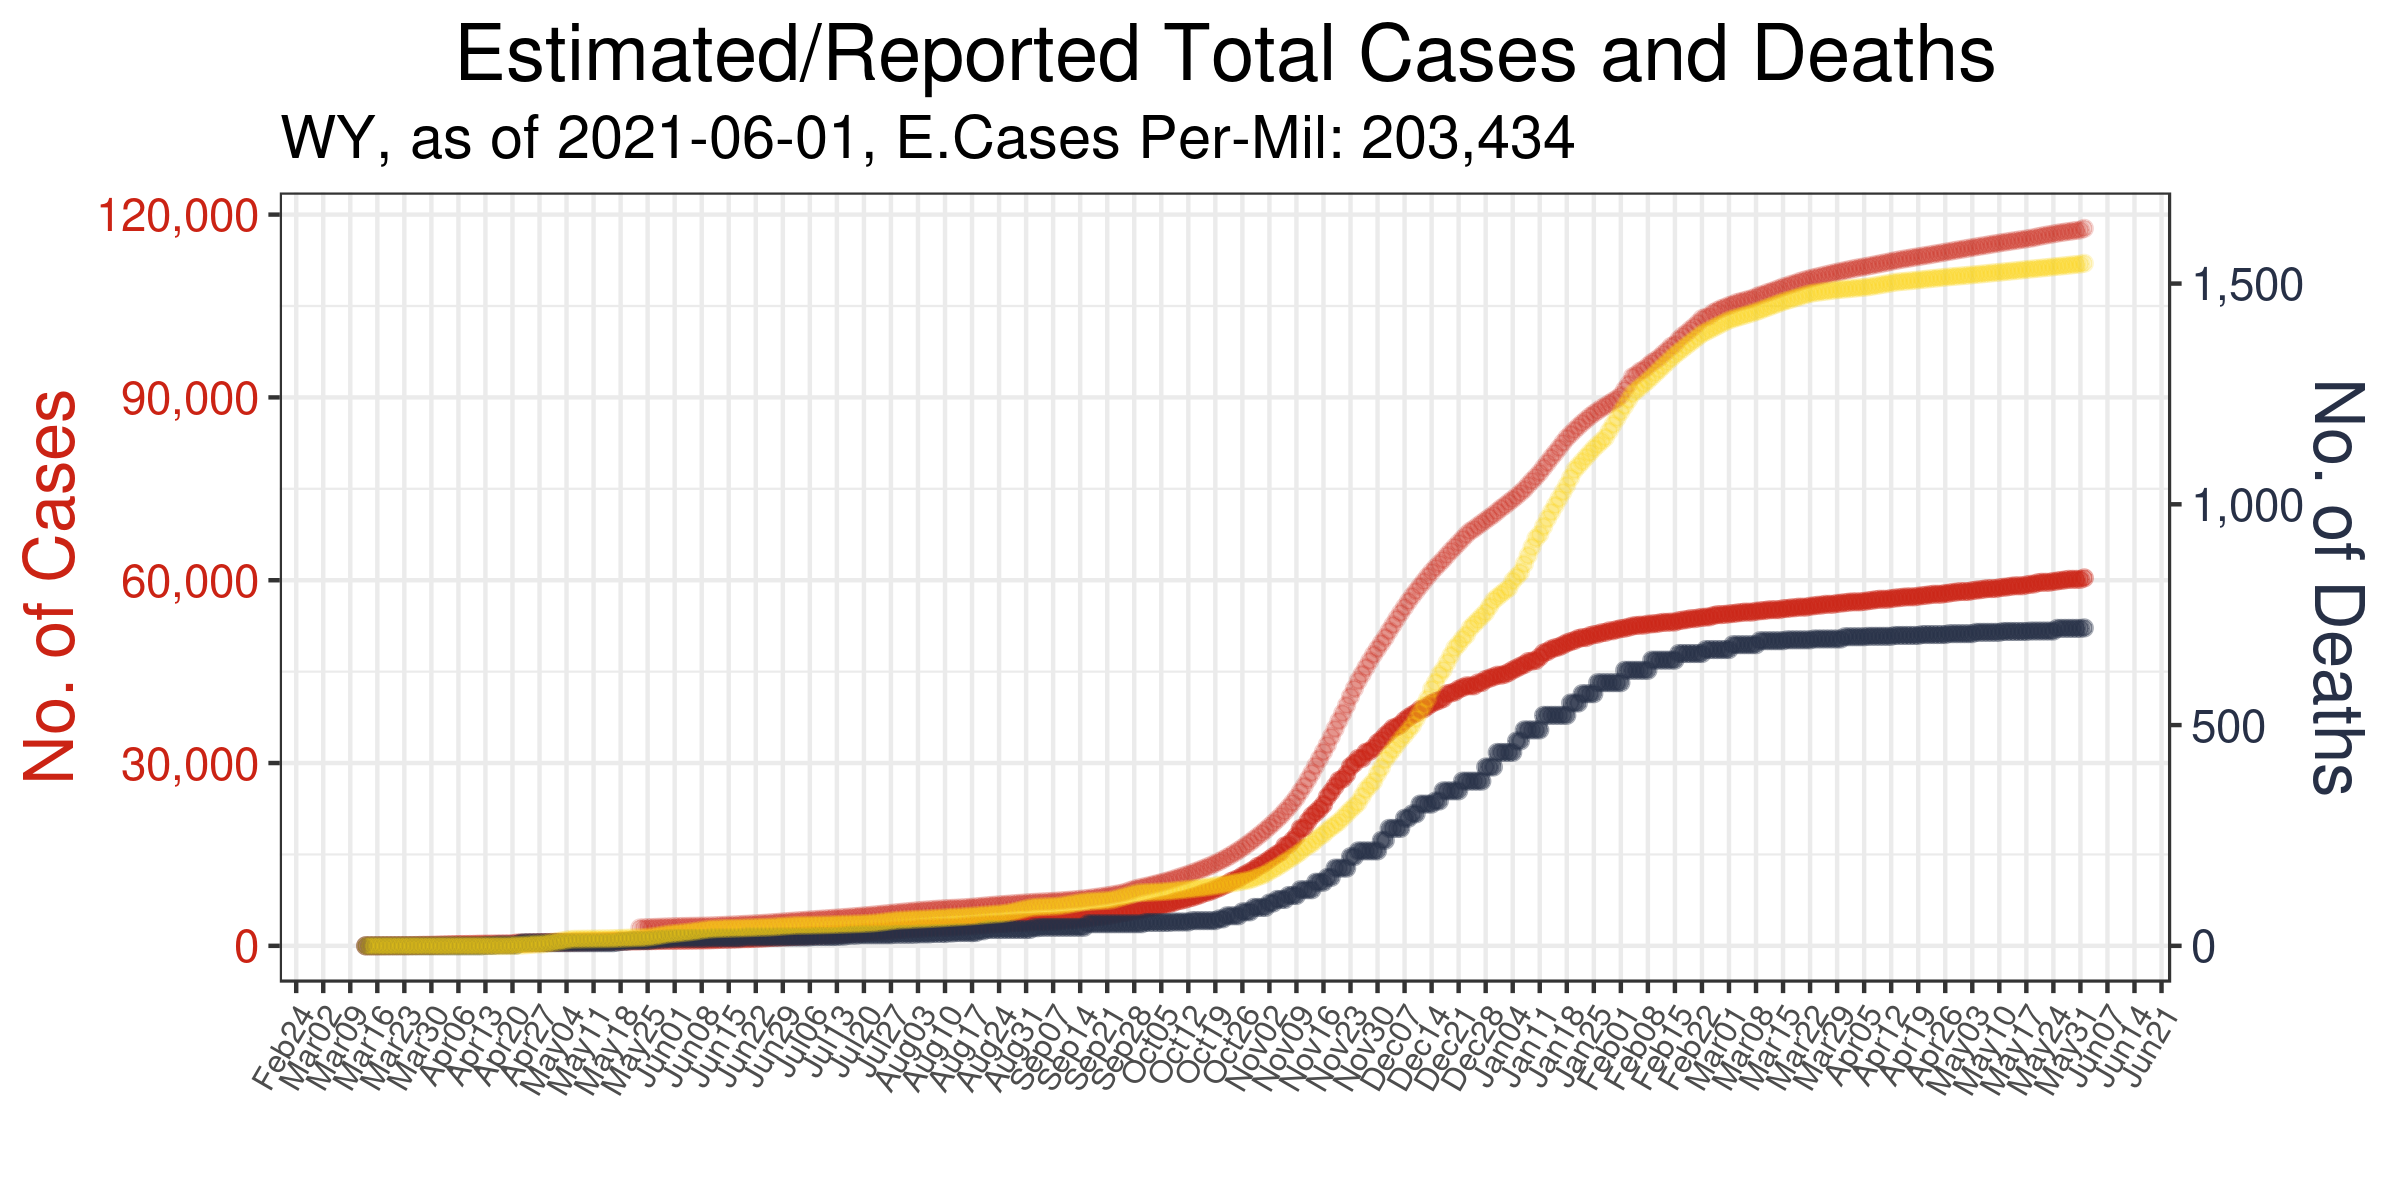 Estimated/Reported Total Cases and Deaths
WY, as of 2021-06-01, E.Cases Per-Mil: 203,434
No. of Cases
120,000
90,000
60,000
30,000
0
1,500
1,000
500
0
No. of Deaths
Feb24
Mar02
Mar09
Mar16
Mar23
Mar30
Apr06
Apr13
Apr20
Apr27
May04
May11
May18
May25
Jun01
Jun08
Jun15
Jun22
Jun29
Jul06
Jul13
Jul20
Jul27
Aug03
Aug10
Aug17
Aug24
Aug31
Sep07
Sep14
Sep21
Sep28
Oct05
Oct12
Oct19
Oct26
Nov02
Nov09
Nov16
Nov23
Nov30
Dec07
Dec14
Dec21
Dec28
Jan04
Jan11
Jan18
Jan25
Feb01
Feb08
Feb15
Feb22
Mar01
Mar08
Mar15
Mar22
Mar29
Apr05
Apr12
Apr19
Apr26
May03
May10
May17
May24
May31
Jun07
Jun14
Jun21